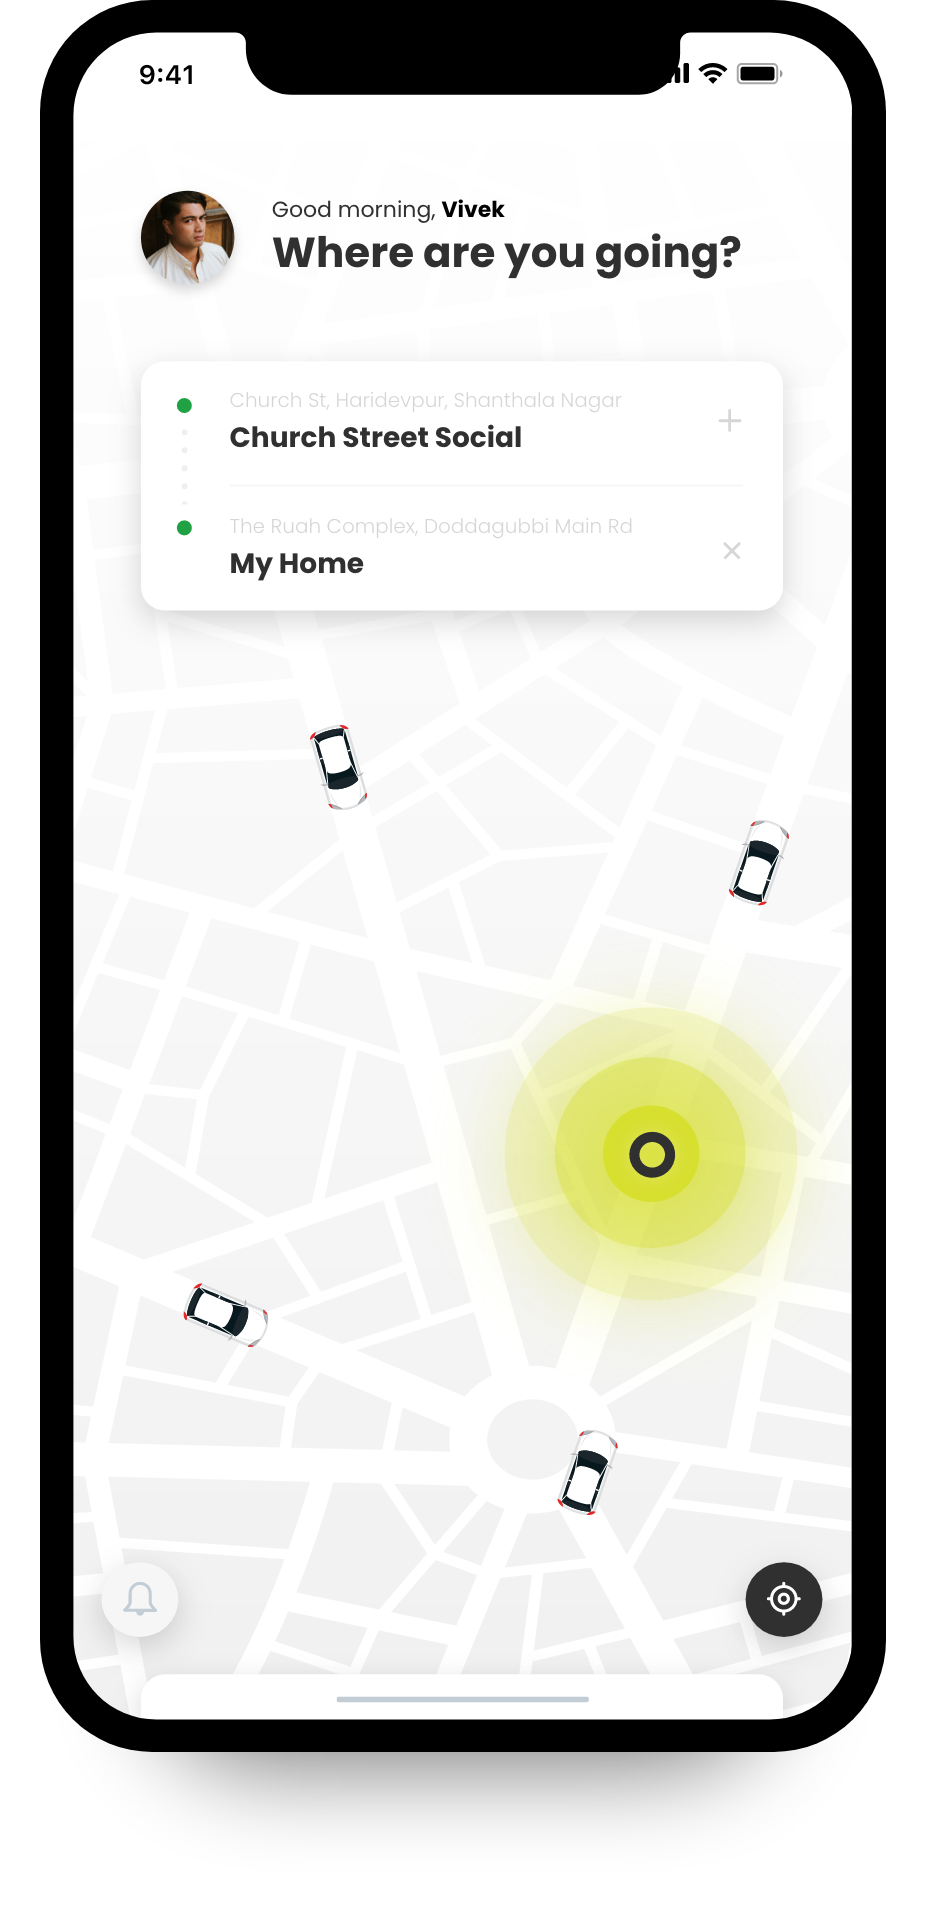 9:41
Good morning, Vivek
Where are you going?
Church St, Haridevpur, Shanthala Nagar
Church Street Social
The Ruah Complex, Doddagubbi Main Rd
My Home